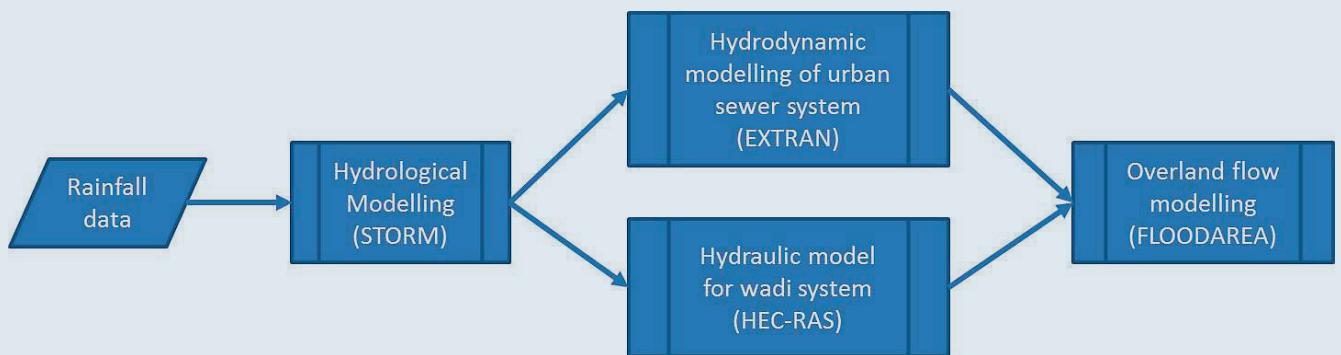 Rainfall
data
Hydrological
Modelling
(STORM)
Hydrodynamic
modelling of urban
sewer system
(EXTRAN)
Hydraulic model
for wadi system
(HEC-RAS)
Overland flow
modelling
(FLOODAREA)